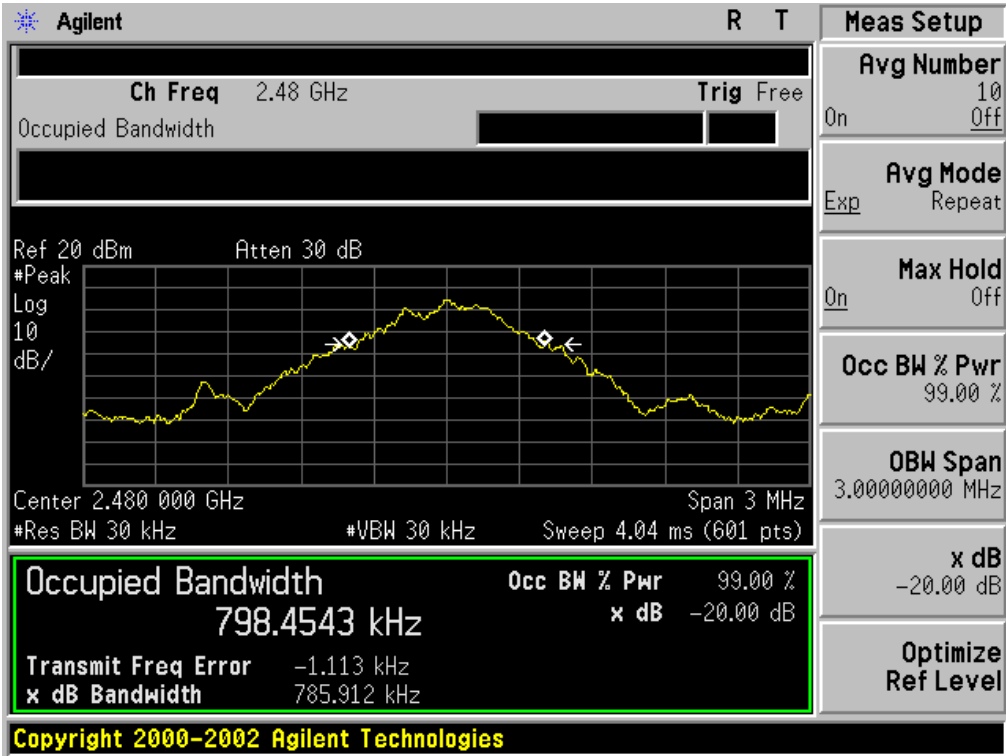 Agilent R T Meas Setup
Ch Freq 2.48 GHz Trig Free
Occupied Bandwidth
Ref 20 dBm Atten 30 dB
#Peak
Log
10
dB/
Center 2.480 000 GHz Span 3 MHz
#Res BW 30 kHz #VBW 30 kHz Sweep 4.04 ms (601 pts)
Occupied Bandwidth Occ BW % Pwr 99.00 %
798.4543 kHz x dB -20.00 dB
Transmit Freq Error -1.113 kHz
x dB Bandwidth 785.912 kHz
Avg Number
10
On Off
Avg Mode
Exp Repeat
Max Hold
On Off
Occ BW % Pwr
99.00 %
OBW Span
3.00000000 MHz
x dB
-20.00 dB
Optimize
Ref Level
Copyright 2000-2002 Agilent Technologies